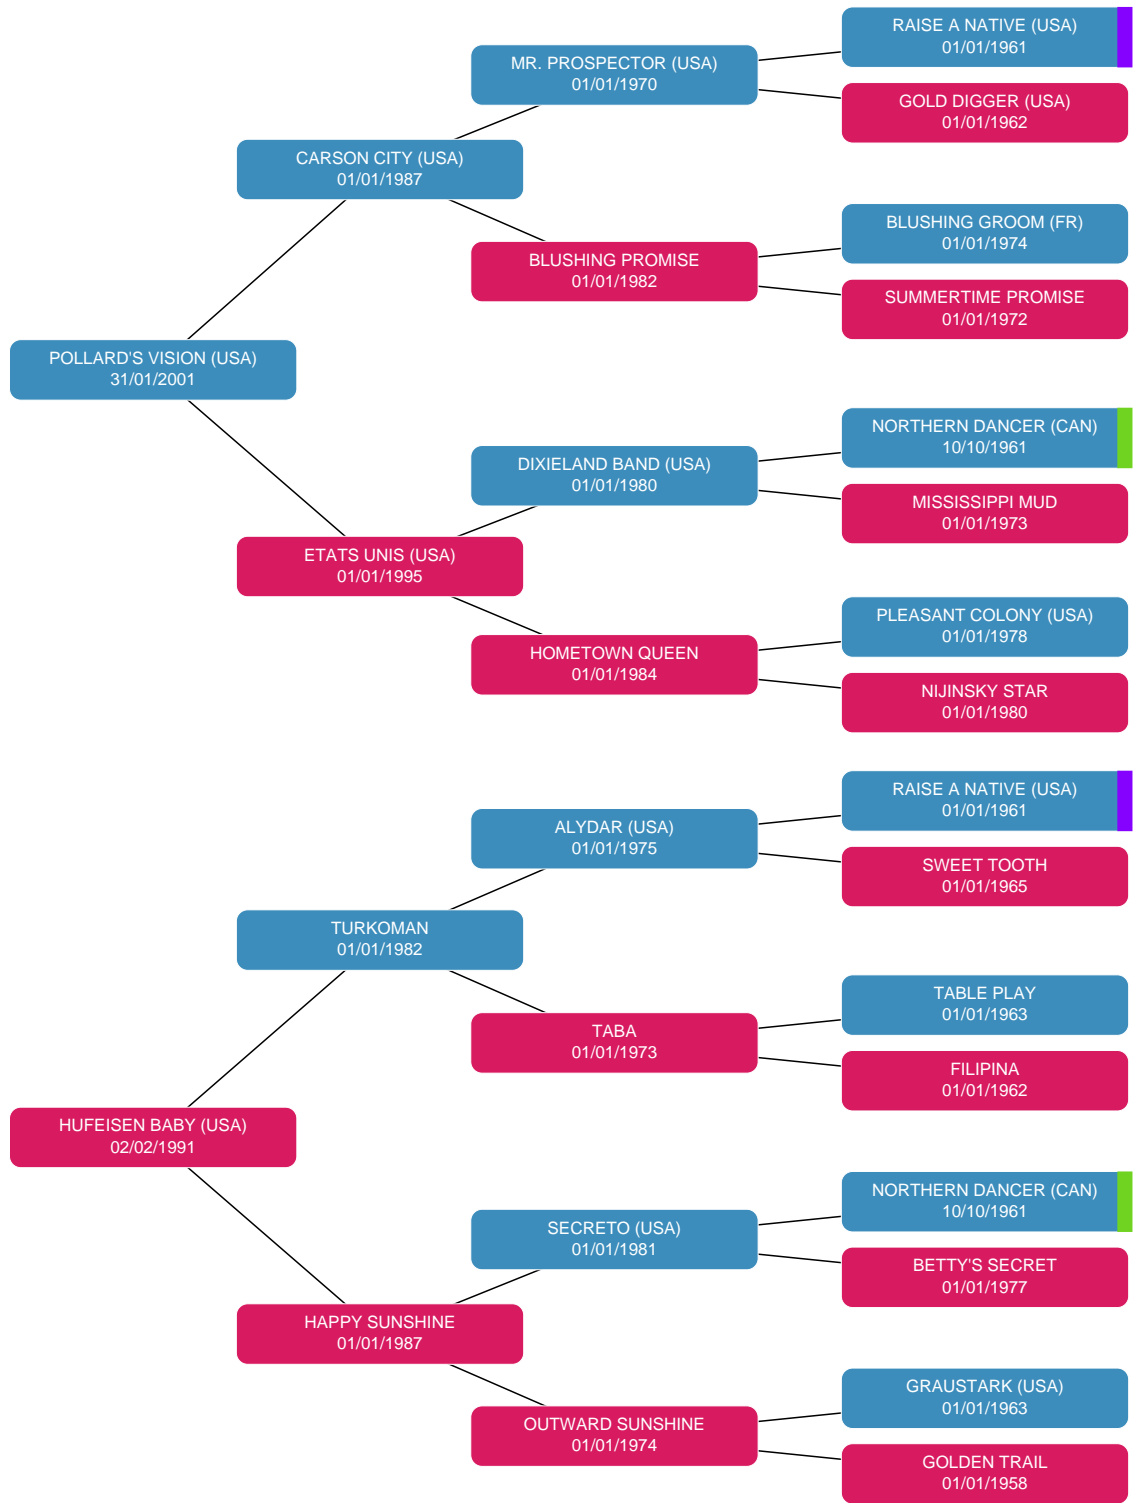 RAISE A NATIVE (USA)
01/01/1961
MR. PROSPECTOR (USA)
01/01/1970
GOLD DIGGER (USA)
01/01/1962
CARSON CITY (USA)
01/01/1987
BLUSHING GROOM (FR)
01/01/1974
BLUSHING PROMISE
01/01/1982
SUMMERTIME PROMISE
01/01/1972
POLLARD'S VISION (USA)
31/01/2001
NORTHERN DANCER (CAN)
10/10/1961
DIXIELAND BAND (USA)
01/01/1980
MISSISSIPPI MUD
01/01/1973
ETATS UNIS (USA)
01/01/1995
PLEASANT COLONY (USA)
01/01/1978
HOMETOWN QUEEN
01/01/1984
NIJINSKY STAR
01/01/1980
RAISE A NATIVE (USA)
01/01/1961
ALYDAR (USA)
01/01/1975
SWEET TOOTH
01/01/1965
TURKOMAN
01/01/1982
TABLE PLAY
01/01/1963
TABA
01/01/1973
FILIPINA
01/01/1962
HUFEISEN BABY (USA)
02/02/1991
NORTHERN DANCER (CAN)
10/10/1961
SECRETO (USA)
01/01/1981
BETTY'S SECRET
01/01/1977
HAPPY SUNSHINE
01/01/1987
GRAUSTARK (USA)
01/01/1963
OUTWARD SUNSHINE
01/01/1974
GOLDEN TRAIL
01/01/1958